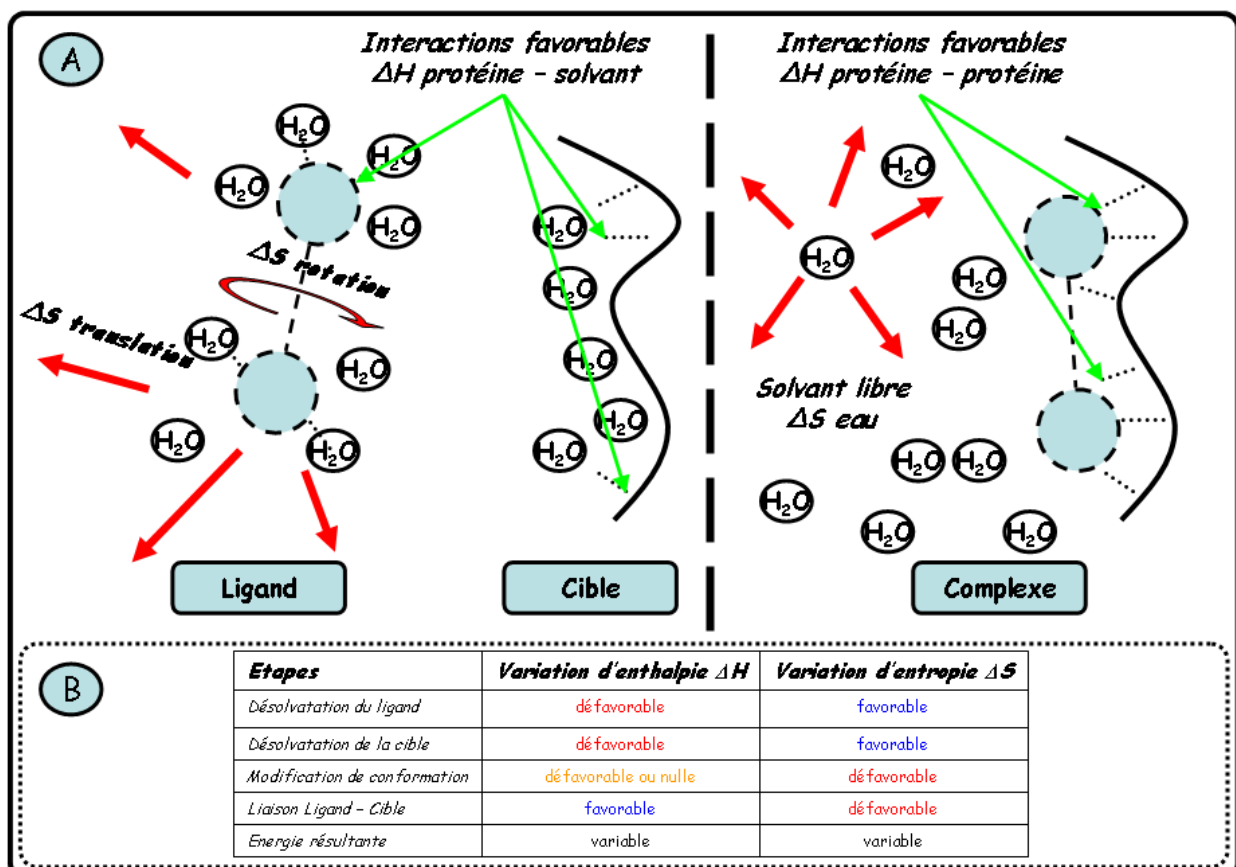 A
Interactions favorables
ΔH protéine – solvant
Interactions favorables
ΔH protéine – protéine
H₂O
H₂O
H₂O
H₂O
H₂O
ΔS rotation
ΔS translation
H₂O
H₂O
H₂O
H₂O
H₂O
H₂O
H₂O
H₂O
H₂O
H₂O
H₂O
H₂O
H₂O
Solvant libre
ΔS eau
H₂O H₂O
H₂O
H₂O
H₂O
Ligand
Cible
Complexe
B
Etapes Variation d'enthalpie ΔH Variation d'entropie ΔS
Désolvatation du ligand défavorable favorable
Désolvatation de la cible défavorable favorable
Modification de conformation défavorable ou nulle défavorable
Liaison Ligand – Cible favorable défavorable
Energie résultante variable variable